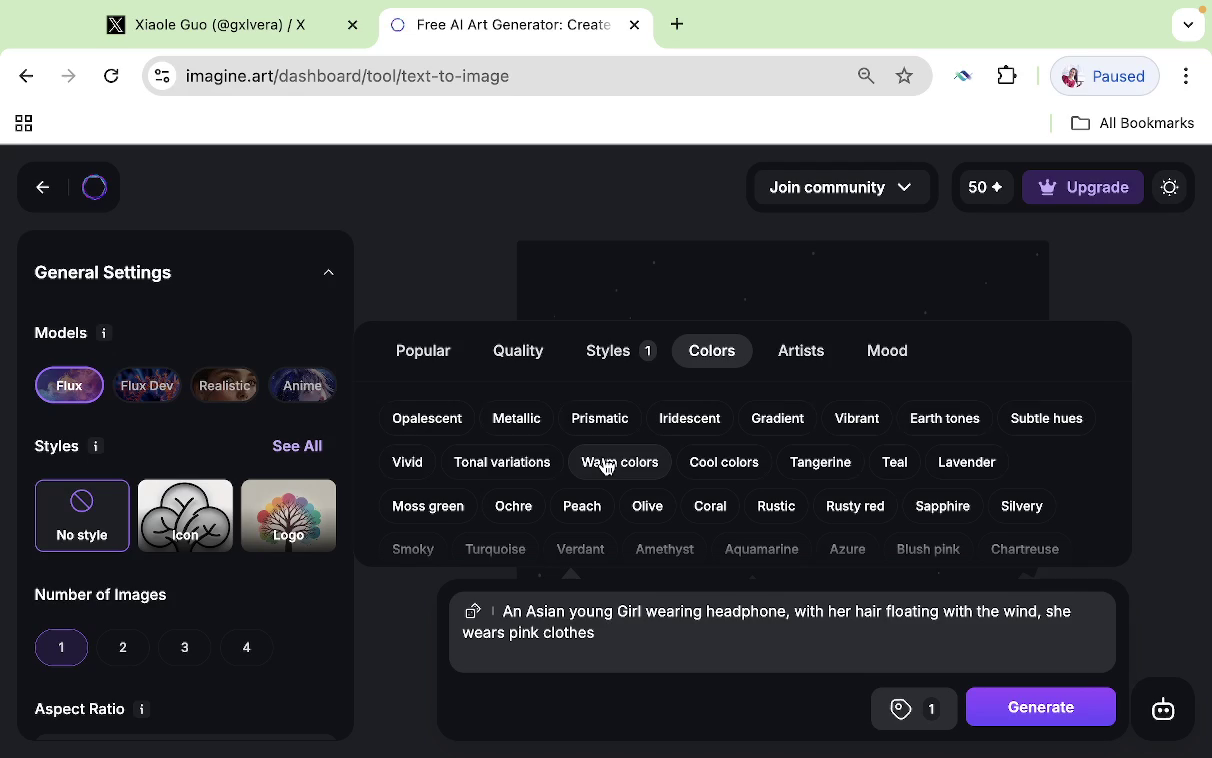 Xiaole Guo (@gxlvera) / X
Free AI Art Generator: Create
imagine.art/dashboard/tool/text-to-image
Paused
All Bookmarks
Join community
50
Upgrade
General Settings
Models
Flux
Flux Dev
Realistic
Anime
Styles
See All
No style
Icon
Logo
Number of Images
1
2
3
4
Aspect Ratio
Popular
Quality
Styles 1
Colors
Artists
Mood
Opalescent
Metallic
Prismatic
Iridescent
Gradient
Vibrant
Earth tones
Subtle hues
Vivid
Tonal variations
Warm colors
Cool colors
Tangerine
Teal
Lavender
Moss green
Ochre
Peach
Olive
Coral
Rustic
Rusty red
Sapphire
Silvery
Smoky
Turquoise
Verdant
Amethyst
Aquamarine
Azure
Blush pink
Chartreuse
An Asian young Girl wearing headphone, with her hair floating with the wind, she
wears pink clothes
1
Generate